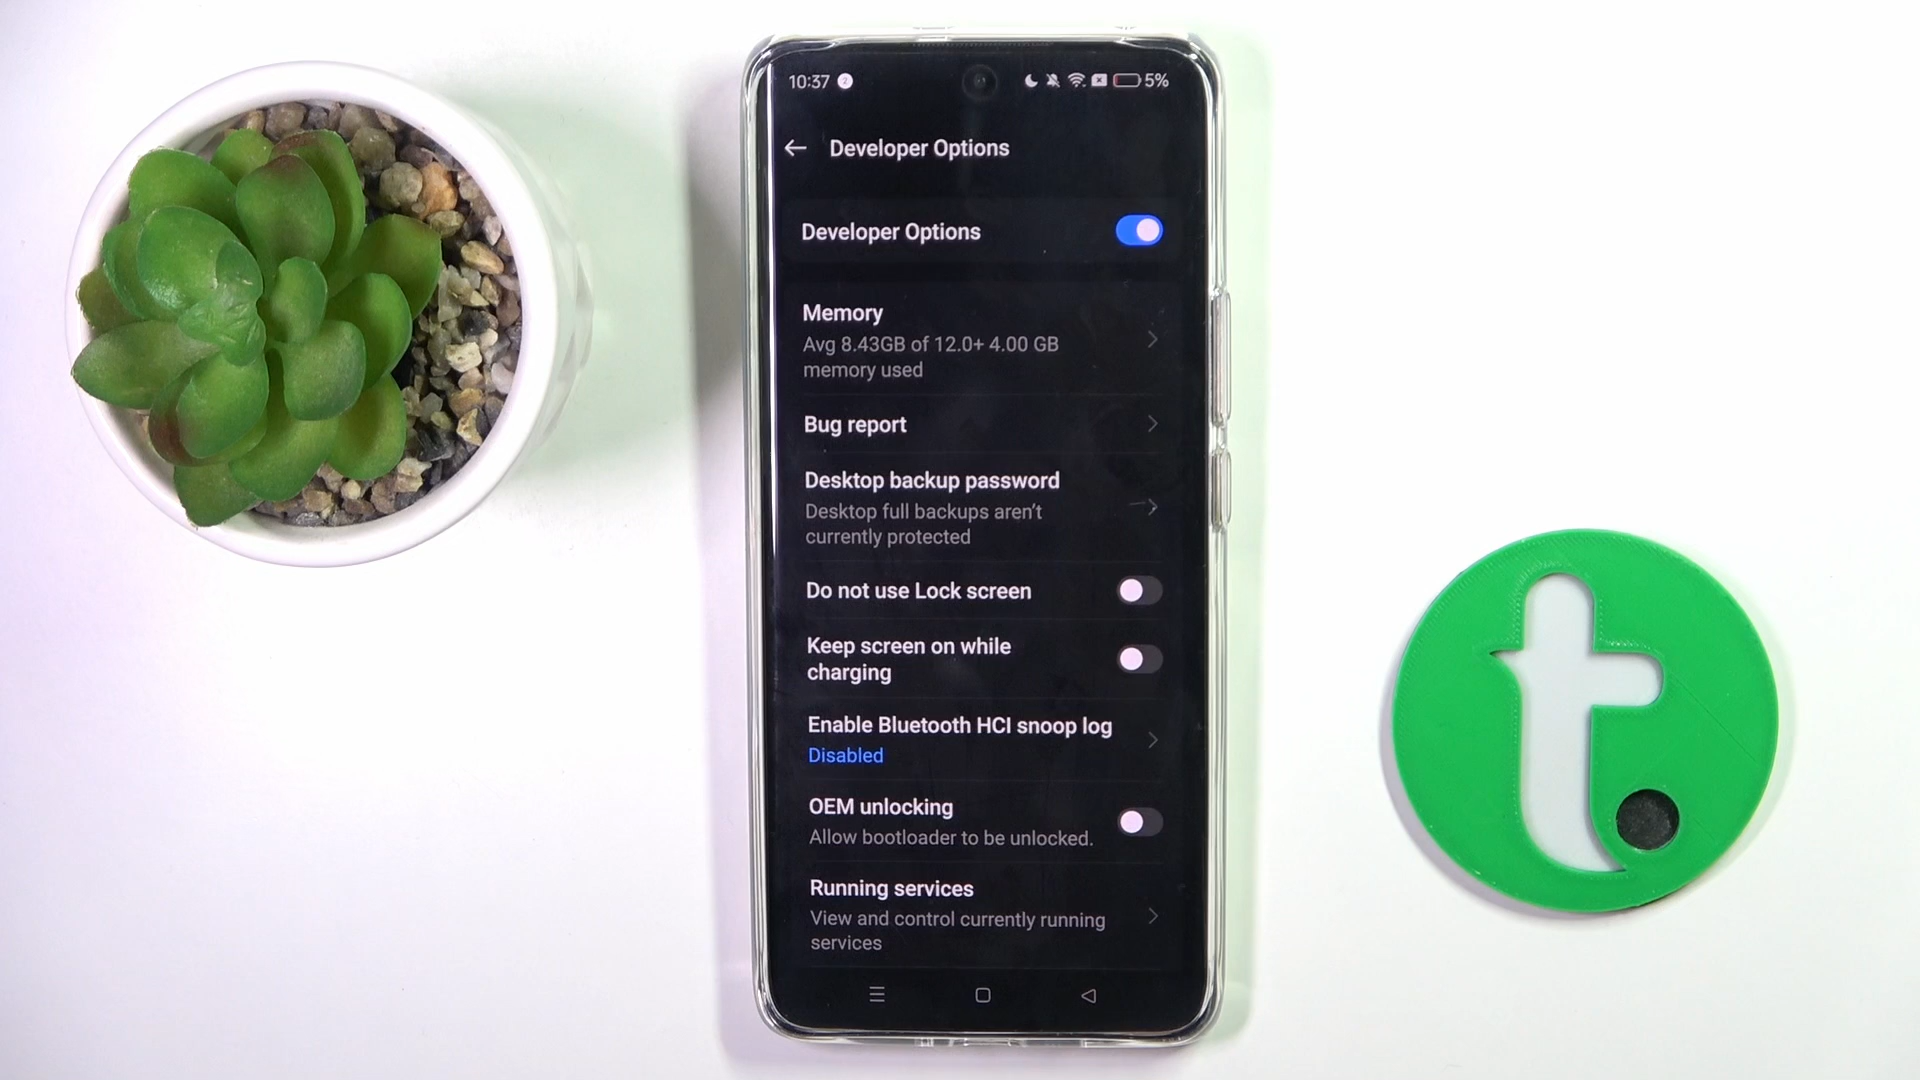 10:37 2 5%
Developer Options
Developer Options
Memory
Avg 8.43GB of 12.0+ 4.00 GB
memory used
Bug report
Desktop backup password
Desktop full backups aren't
currently protected
Do not use Lock screen
Keep screen on while
charging
Enable Bluetooth HCI snoop log
Disabled
OEM unlocking
Allow bootloader to be unlocked.
Running services
View and control currently running
services
t.